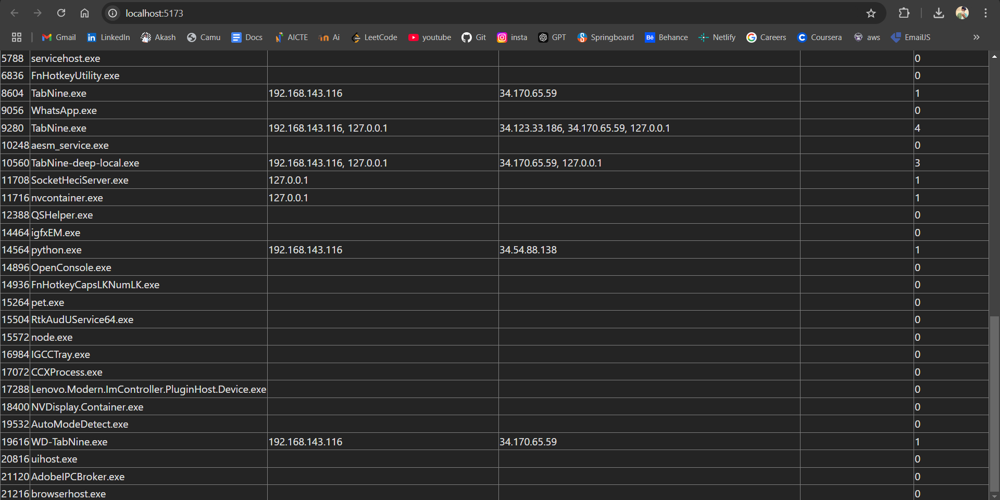 localhost:5173
Gmail LinkedIn Akash Camu Docs AICTE Ai LeetCode youtube Git insta GPT Springboard Behance Netlify Careers Coursera aws EmailJS »
5788 servicehost.exe 0
6836 FnHotkeyUtility.exe 0
8604 TabNine.exe 192.168.143.116 34.170.65.59 1
9056 WhatsApp.exe 0
9280 TabNine.exe 192.168.143.116, 127.0.0.1 34.123.33.186, 34.170.65.59, 127.0.0.1 4
10248 aesm_service.exe 0
10560 TabNine-deep-local.exe 192.168.143.116, 127.0.0.1 34.170.65.59, 127.0.0.1 3
11708 SocketHeciServer.exe 127.0.0.1 1
11716 nvcontainer.exe 127.0.0.1 1
12388 QSHelper.exe 0
14464 igfxEM.exe 0
14564 python.exe 192.168.143.116 34.54.88.138 1
14896 OpenConsole.exe 0
14936 FnHotkeyCapsLKNumLK.exe 0
15264 pet.exe 0
15504 RtkAudUService64.exe 0
15572 node.exe 0
16984 IGCCTray.exe 0
17072 CCXProcess.exe 0
17288 Lenovo.Modern.ImController.PluginHost.Device.exe 0
18400 NVDisplay.Container.exe 0
19532 AutoModeDetect.exe 0
19616 WD-TabNine.exe 192.168.143.116 34.170.65.59 1
20816 uihost.exe 0
21120 AdobeIPCBroker.exe 0
21216 browserhost.exe 0